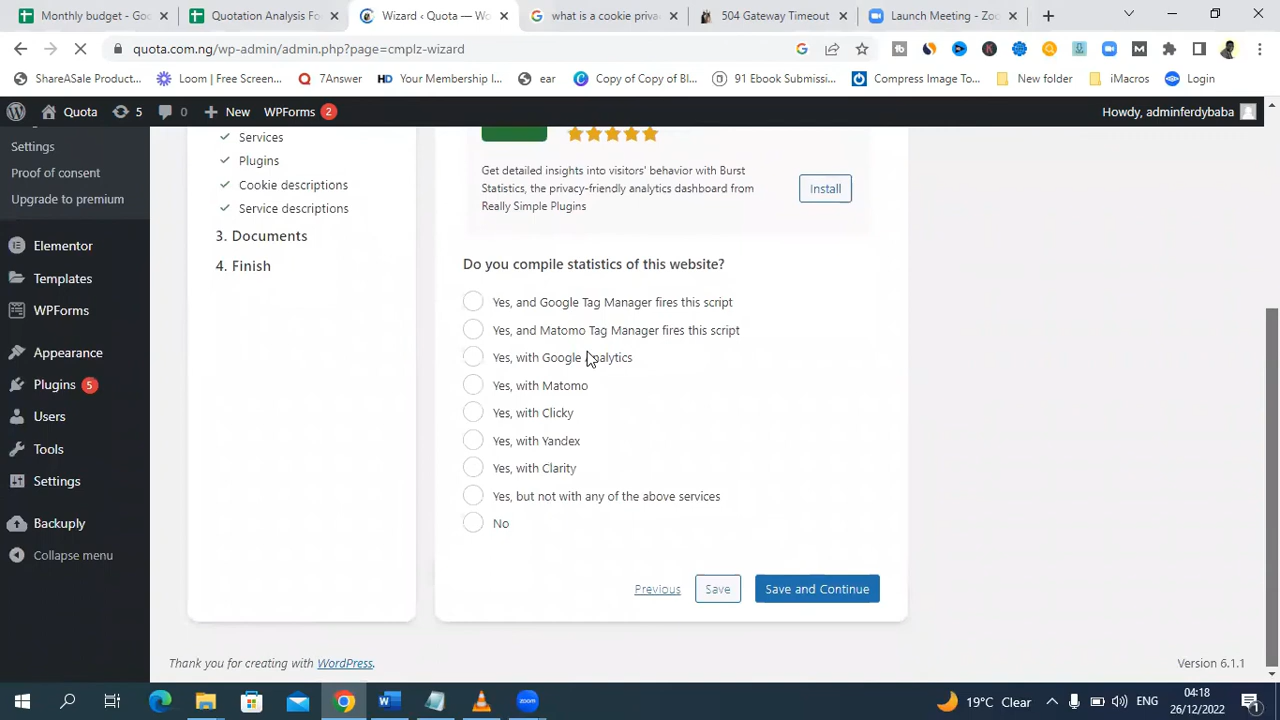 Monthly budget - Goo
Quotation Analysis Fo
Wizard ‹ Quota — Wo
what is a cookie priva
504 Gateway Timeout
Launch Meeting - Zoo
quota.com.ng/wp-admin/admin.php?page=cmplz-wizard
ShareASale Product...
Loom | Free Screen...
7Answer
Your Membership I...
ear
Copy of Copy of Bl...
91 Ebook Submissi...
Compress Image To...
New folder
iMacros
Login
Quota
5
0
New
WPForms 2
Howdy, adminferdybaba
Settings
Proof of consent
Upgrade to premium
Elementor
Templates
WPForms
Appearance
Plugins 5
Users
Tools
Settings
Backuply
Collapse menu
Services
Plugins
Cookie descriptions
Service descriptions
3. Documents
4. Finish
Get detailed insights into visitors' behavior with Burst
Statistics, the privacy-friendly analytics dashboard from
Really Simple Plugins
Install
Do you compile statistics of this website?
Yes, and Google Tag Manager fires this script
Yes, and Matomo Tag Manager fires this script
Yes, with Google Analytics
Yes, with Matomo
Yes, with Clicky
Yes, with Yandex
Yes, with Clarity
Yes, but not with any of the above services
No
Previous
Save
Save and Continue
Thank you for creating with WordPress.
Version 6.1.1
19°C Clear
ENG
04:18
26/12/2022
1